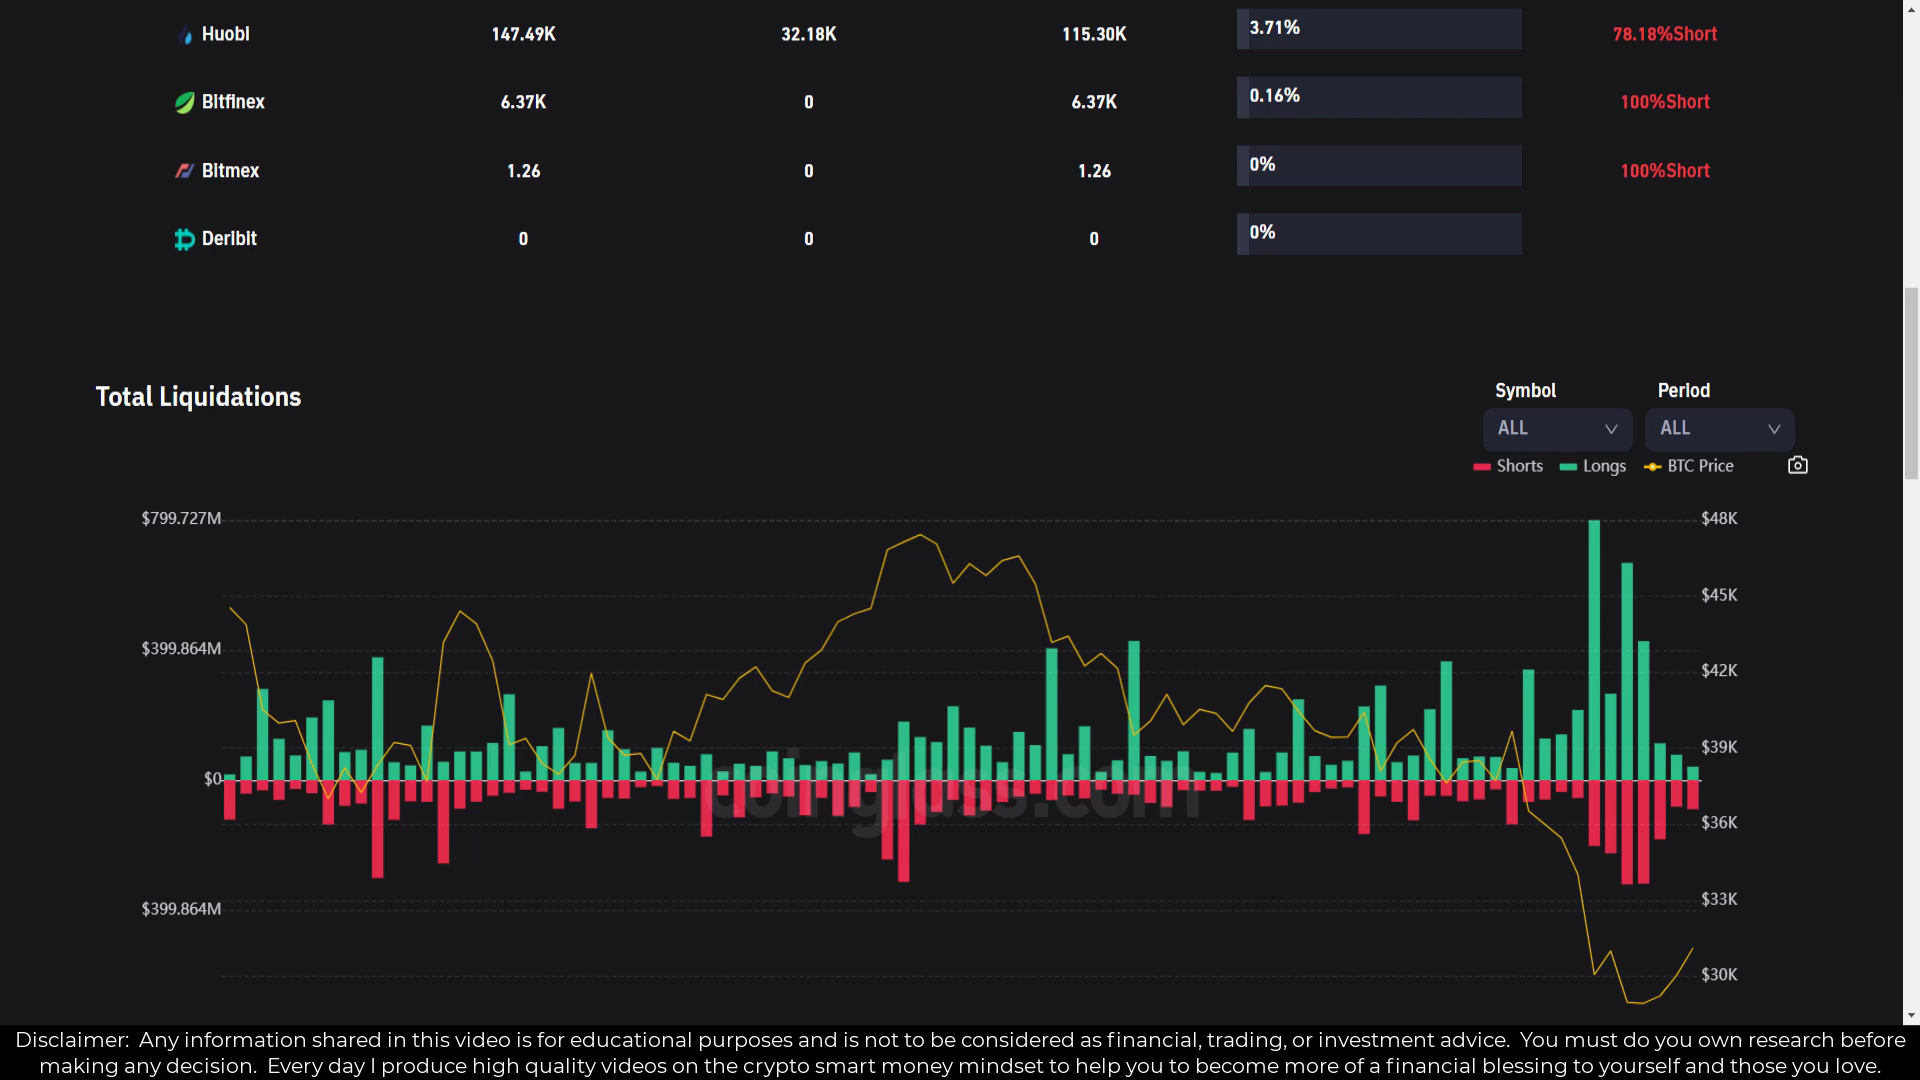 Huobi 147.49K 32.18K 115.30K 3.71% 78.18%Short
Bitfinex 6.37K 0 6.37K 0.16% 100%Short
Bitmex 1.26 0 1.26 0% 100%Short
Deribit 0 0 0 0%
Total Liquidations
Symbol Period
ALL ALL
Shorts Longs BTC Price
$799.727M $48K
$45K
$399.864M
$42K
$39K
$0
coinglass.com
$36K
$33K
$399.864M
$30K
Disclaimer: Any information shared in this video is for educational purposes and is not to be considered as financial, trading, or investment advice. You must do you own research before
making any decision. Every day I produce high quality videos on the crypto smart money mindset to help you to become more of a financial blessing to yourself and those you love.